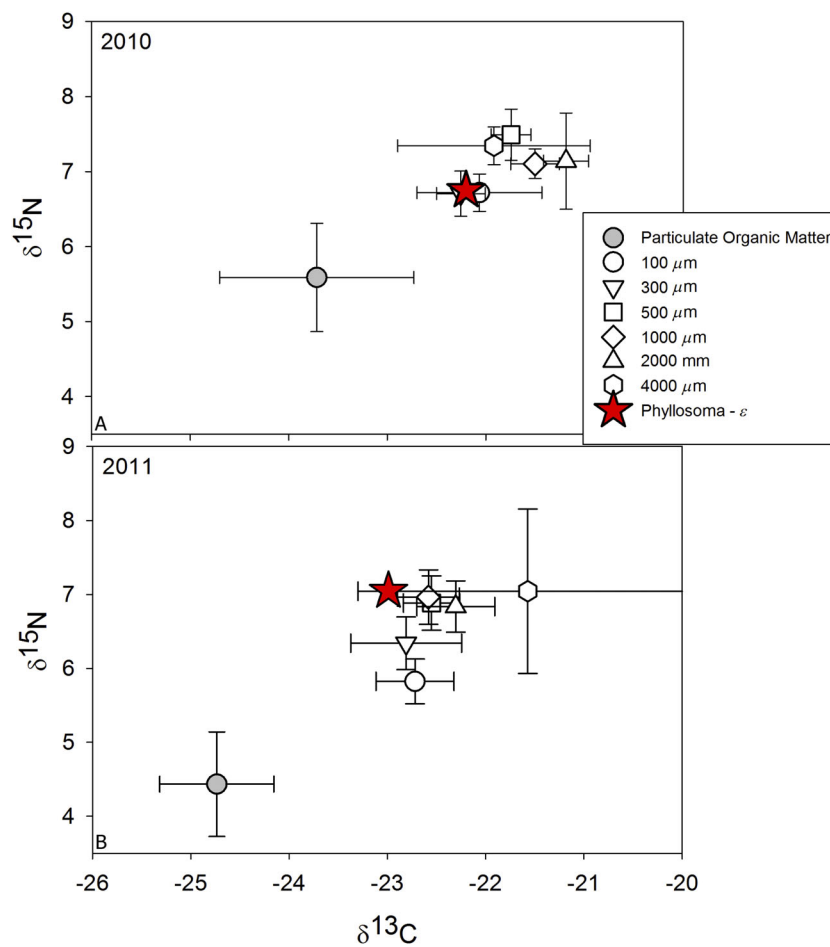 9
2010
8
7
δ15N
6
5
4
A
Particulate Organic Matter
100 μm
300 μm
500 μm
1000 μm
2000 mm
4000 μm
Phyllosoma - ε
9
2011
8
7
δ15N
6
5
4
B
-26 -25 -24 -23 -22 -21 -20
δ13C